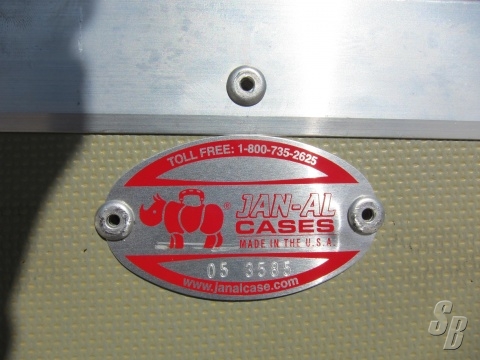 TOLL FREE: 1-800-735-2625
®
JAN-AL
CASES
MADE IN THE U.S.A.
05 3585
www.janalcase.com
SB